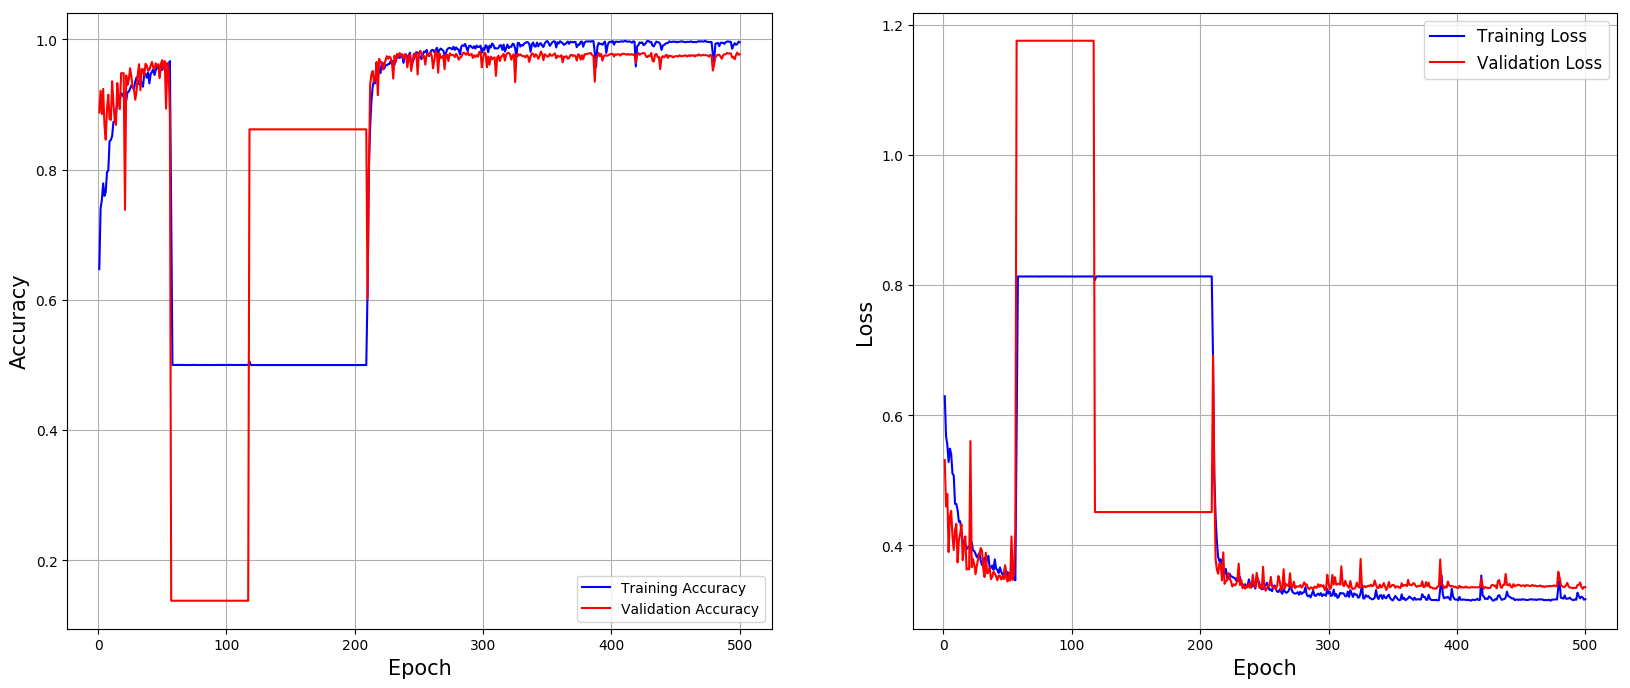 1.0
0.8
0.6
0.4
0.2
Accuracy
0
100
200
300
400
500
Epoch
Training Accuracy
Validation Accuracy
1.2
1.0
0.8
0.6
0.4
Loss
0
100
200
300
400
500
Epoch
Training Loss
Validation Loss